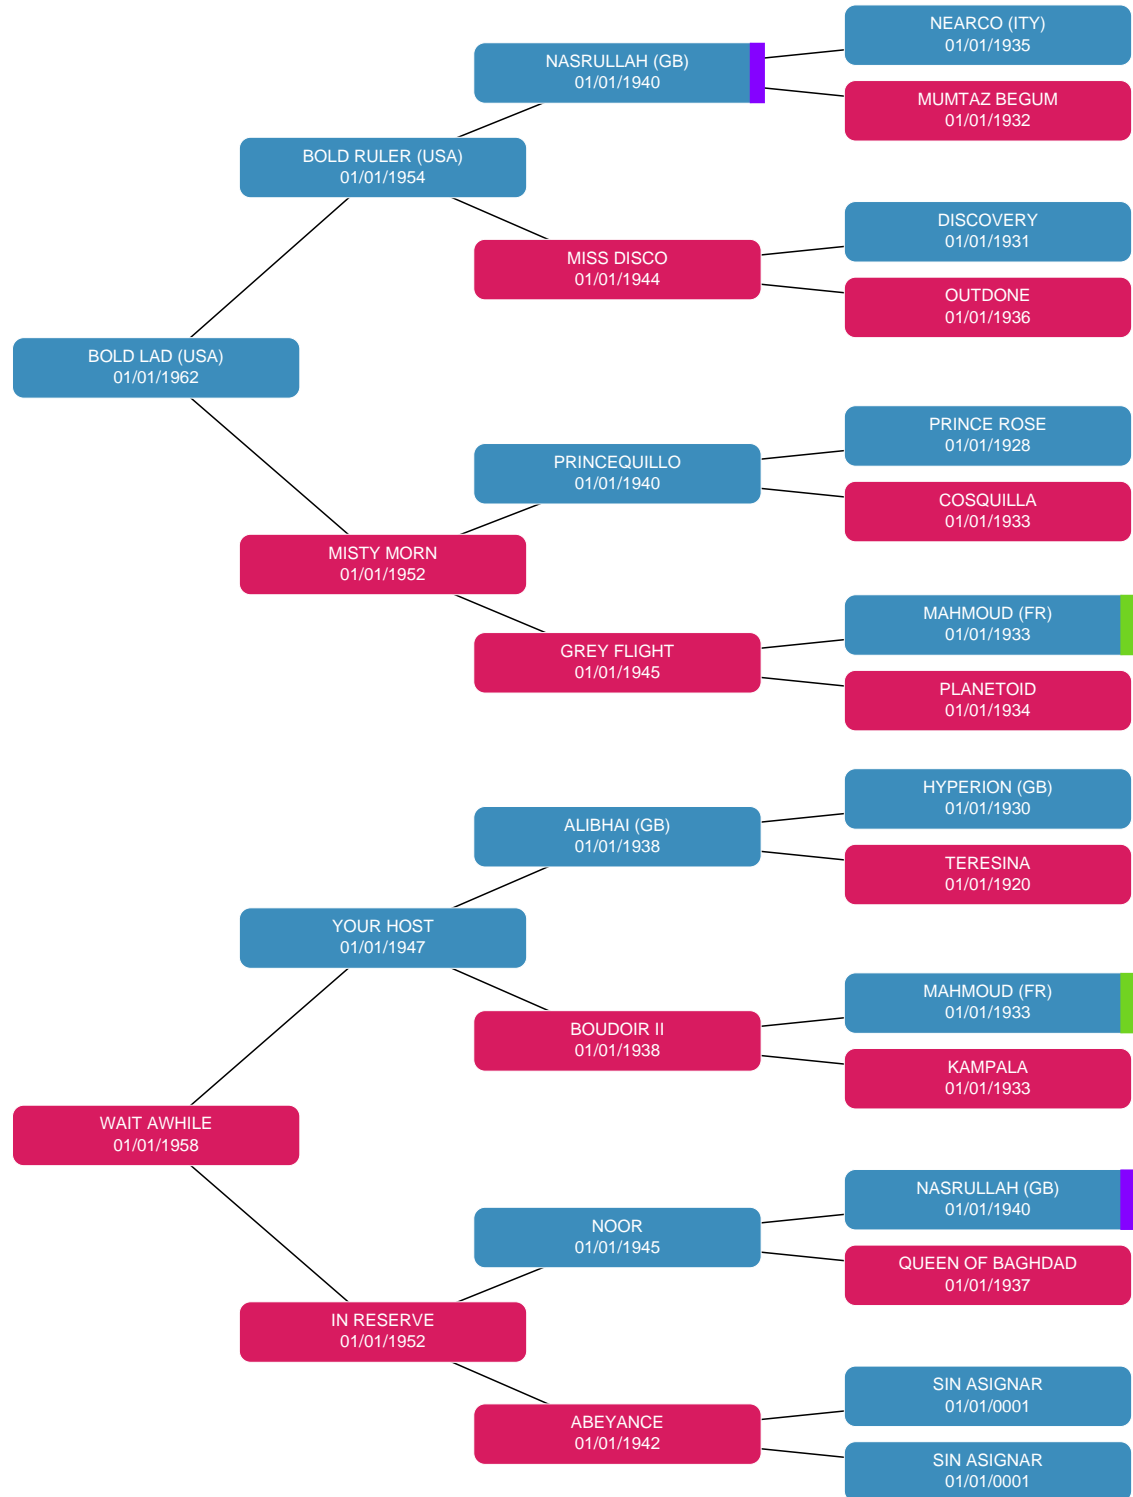 NEARCO (ITY)
01/01/1935
NASRULLAH (GB)
01/01/1940
MUMTAZ BEGUM
01/01/1932
BOLD RULER (USA)
01/01/1954
DISCOVERY
01/01/1931
MISS DISCO
01/01/1944
OUTDONE
01/01/1936
BOLD LAD (USA)
01/01/1962
PRINCE ROSE
01/01/1928
PRINCEQUILLO
01/01/1940
COSQUILLA
01/01/1933
MISTY MORN
01/01/1952
MAHMOUD (FR)
01/01/1933
GREY FLIGHT
01/01/1945
PLANETOID
01/01/1934
HYPERION (GB)
01/01/1930
ALIBHAI (GB)
01/01/1938
TERESINA
01/01/1920
YOUR HOST
01/01/1947
MAHMOUD (FR)
01/01/1933
BOUDOIR II
01/01/1938
KAMPALA
01/01/1933
WAIT AWHILE
01/01/1958
NASRULLAH (GB)
01/01/1940
NOOR
01/01/1945
QUEEN OF BAGHDAD
01/01/1937
IN RESERVE
01/01/1952
SIN ASIGNAR
01/01/0001
ABEYANCE
01/01/1942
SIN ASIGNAR
01/01/0001